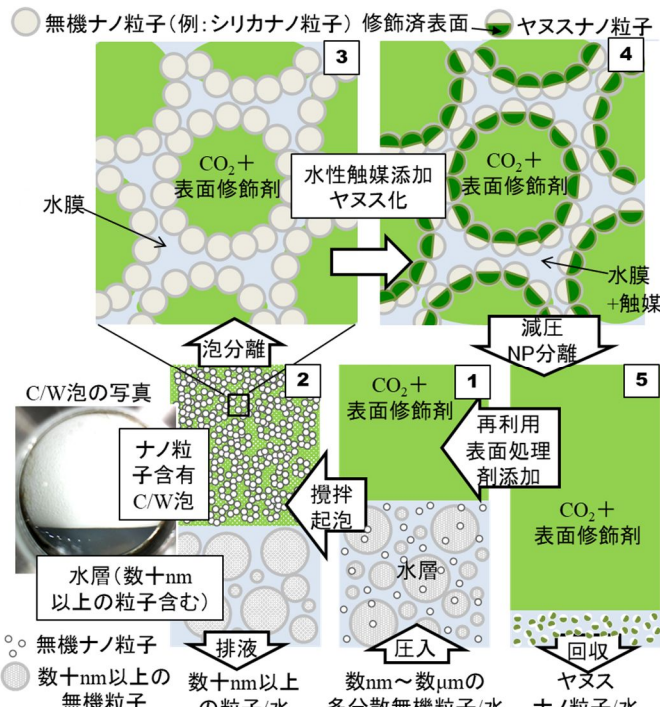 無機ナノ粒子(例:シリカナノ粒子) 修飾済表面 ヤヌスナノ粒子
3
4
CO₂+
表面修飾剤
水性触媒添加
ヤヌス化
CO₂+
表面修飾剤
水膜
水膜
+触媒
泡分離
減圧
NP分離
C/W泡の写真
2
CO₂+
表面修飾剤
1
5
ナノ粒
子含有
C/W泡
攪拌
起泡
再利用
表面処理
剤添加
CO₂+
表面修飾剤
水層
水層(数十nm
以上の粒子含む)
無機ナノ粒子
排液
圧入
回収
数十nm以上の
無機粒子
数十nm以上
の粒子/水
数nm~数μmの
多分散無機粒子/水
ヤヌス
ナノ粒子/水